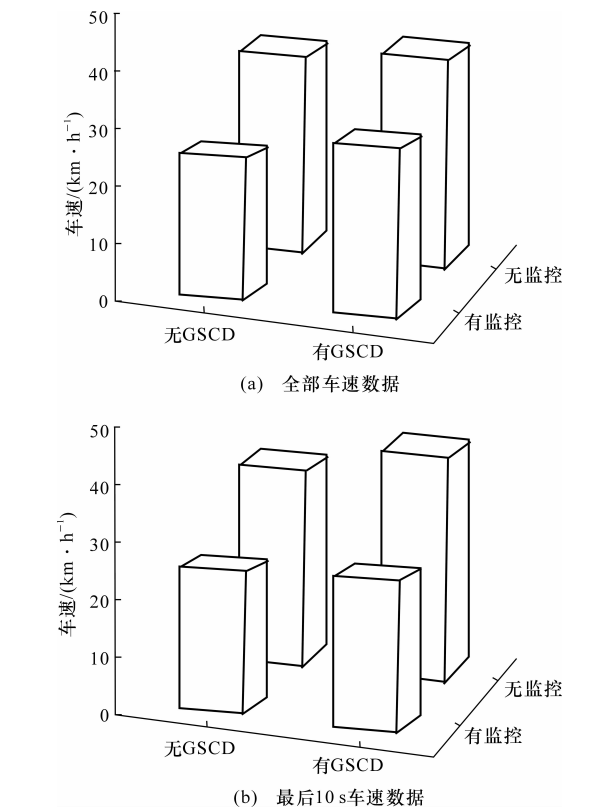 50
40
30
20
10
0
车速/(km·h⁻¹)
无GSCD
有GSCD
有监控
无监控
(a) 全部车速数据
50
40
30
20
10
0
车速/(km·h⁻¹)
无GSCD
有GSCD
有监控
无监控
(b) 最后10 s车速数据